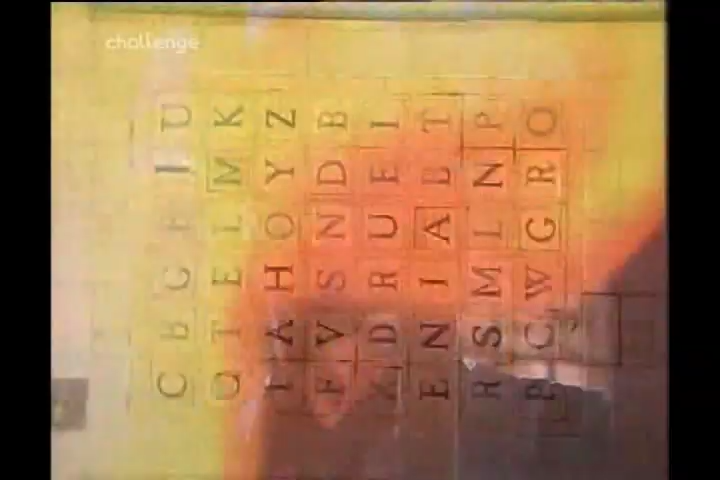 challenge
U K Z B I T P O
I M Y D E N R
L O N U A L G
G E H S R I M W
T A V D N S C
C F E R